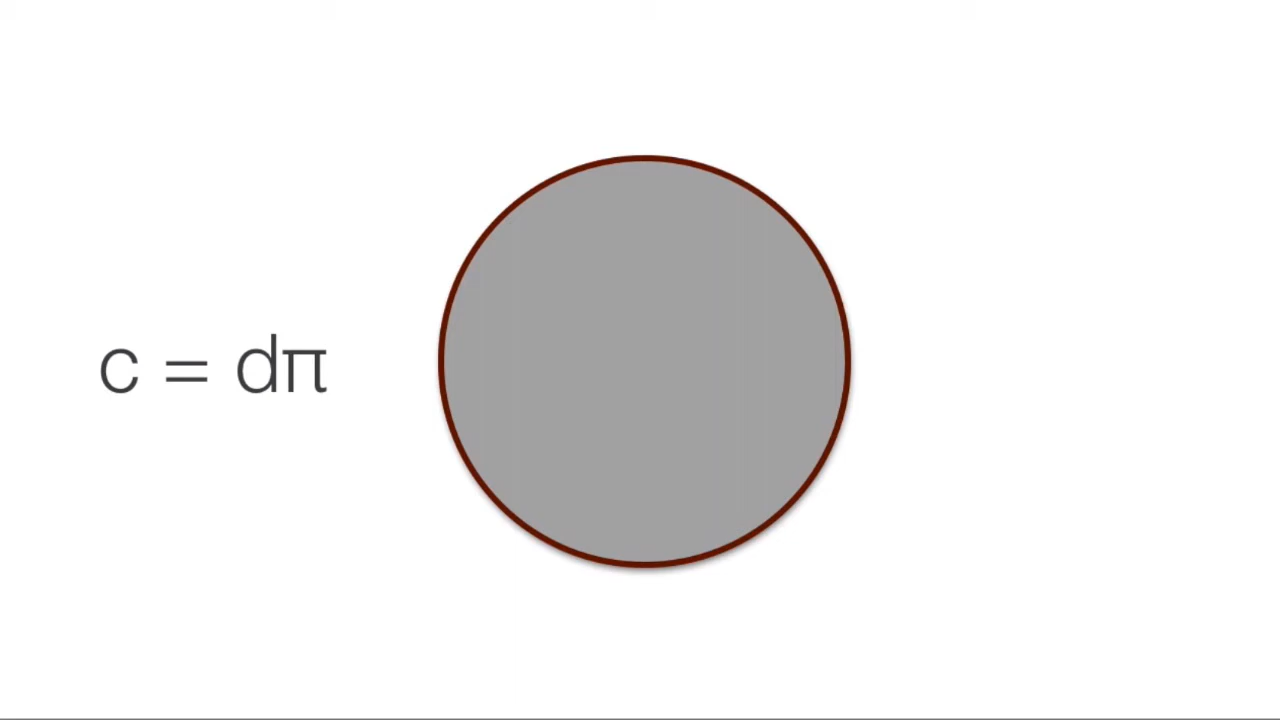 c = dπ